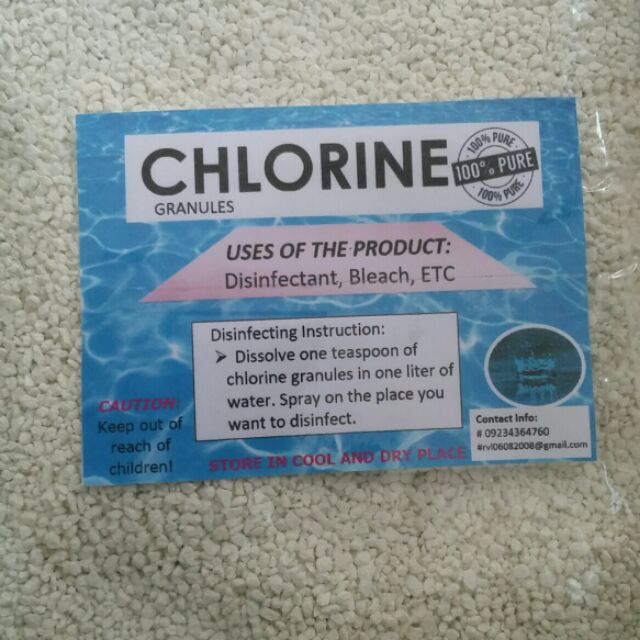 CHLORINE
GRANULES
100% PURE
100% PURE
100% PURE
USES OF THE PRODUCT:
Disinfectant, Bleach, ETC
Disinfecting Instruction:
➢ Dissolve one teaspoon of
chlorine granules in one liter of
water. Spray on the place you
want to disinfect.
CAUTION:
Keep out of
reach of
children!
STORE IN COOL AND DRY PLACE
Contact Info:
# 09234364760
#rvl06082008@gmail.com